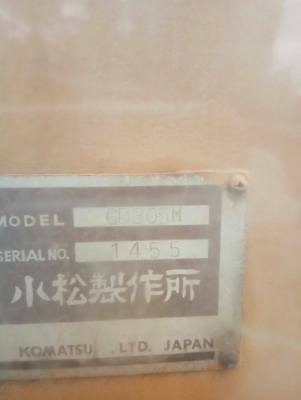 MODEL GD305M
SERIAL NO. 1455
小松製作所
KOMATSU ,LTD. JAPAN